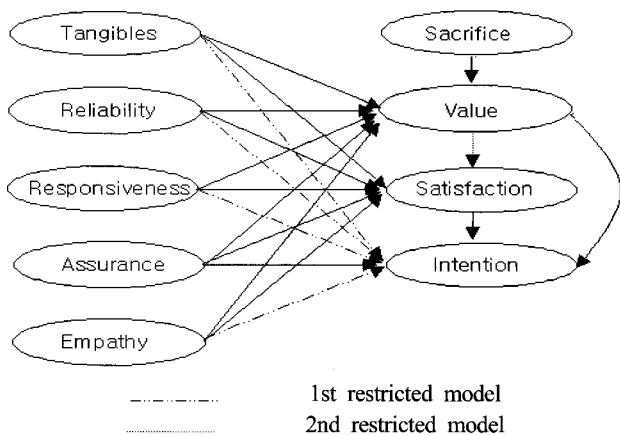 Tangibles
Sacrifice
Reliability
Value
Responsiveness
Satisfaction
Assurance
Intention
Empathy
1st restricted model
2nd restricted model